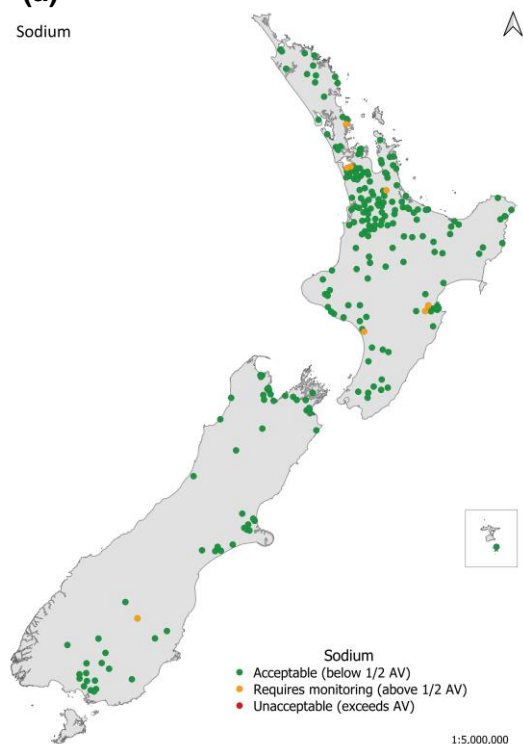 (a)
Sodium
Sodium
Acceptable (below 1/2 AV)
Requires monitoring (above 1/2 AV)
Unacceptable (exceeds AV)
1:5.000.000